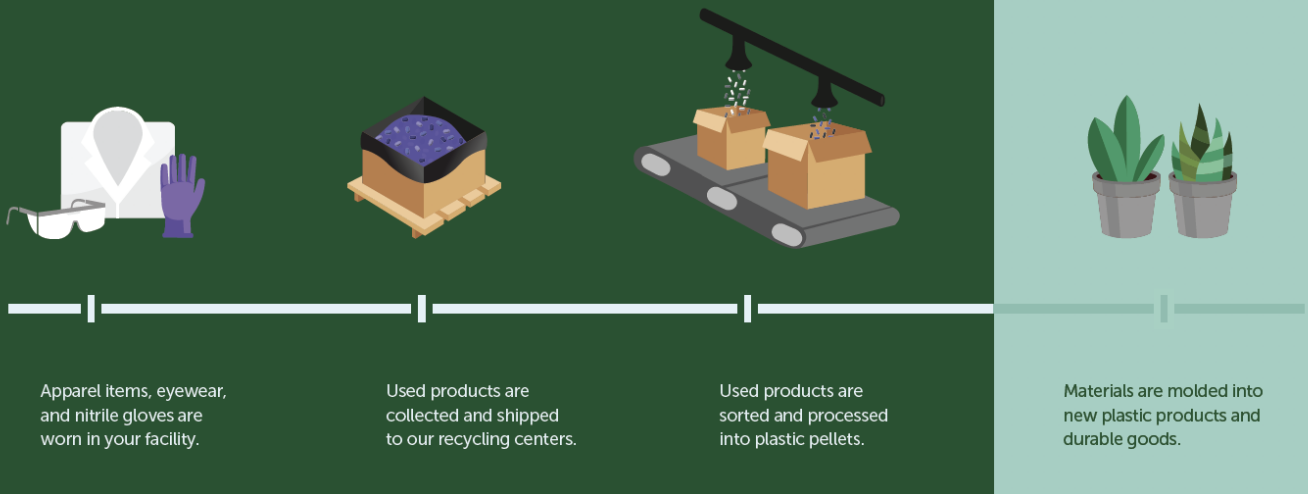 Apparel items, eyewear,
and nitrile gloves are
worn in your facility.
Used products are
collected and shipped
to our recycling centers.
Used products are
sorted and processed
into plastic pellets.
Materials are molded into
new plastic products and
durable goods.